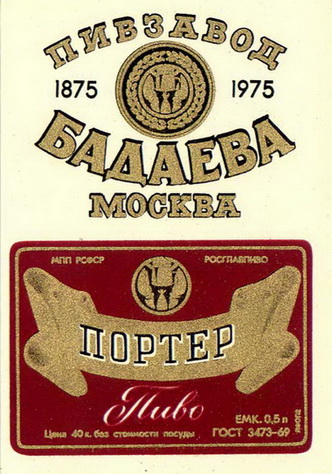 ПИВЗАВОД
1875 1975
БАДАЕВА
МОСКВА
МПП РСФСР РОСГЛАВПИВО
ПОРТЕР
Пиво
ЕМК. 0,5 л
Цена 40 к. без стоимости посуды ГОСТ 3473-69